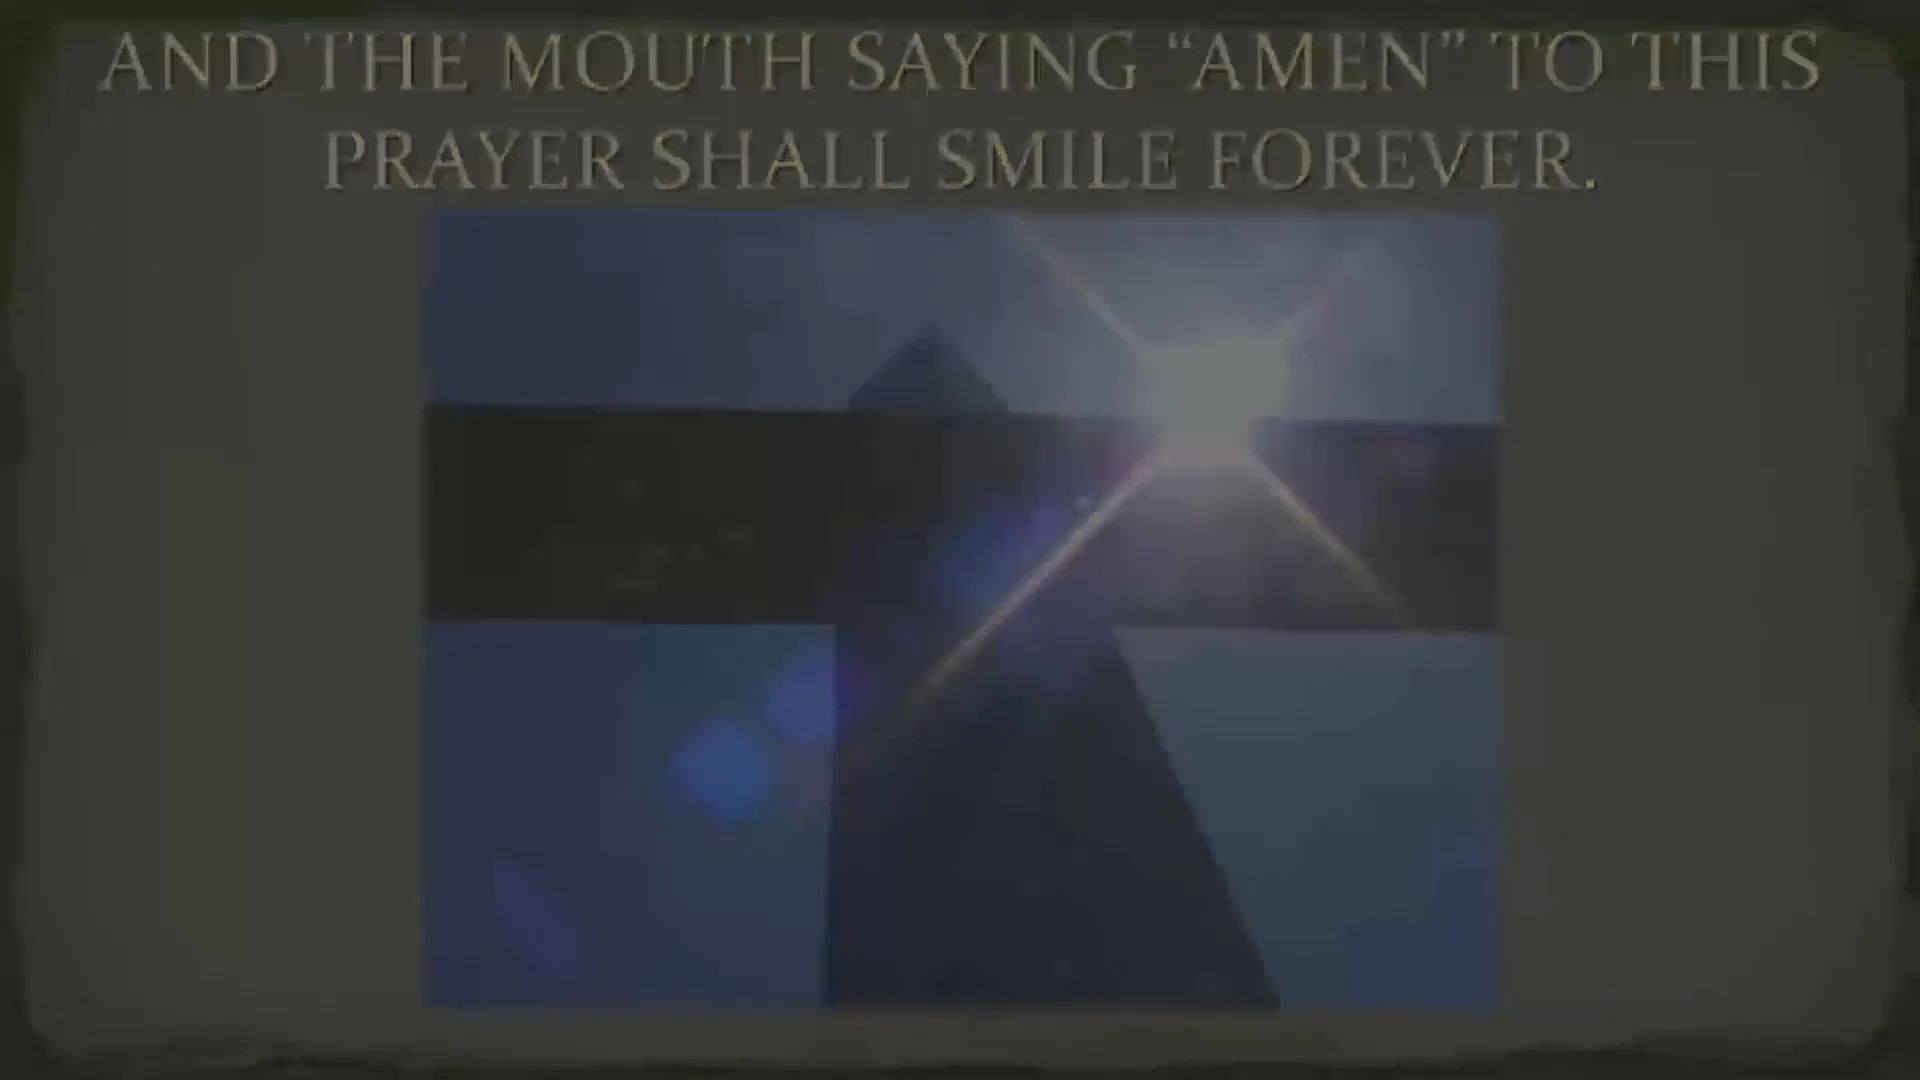 AND THE MOUTH SAYING “AMEN” TO THIS
PRAYER SHALL SMILE FOREVER.